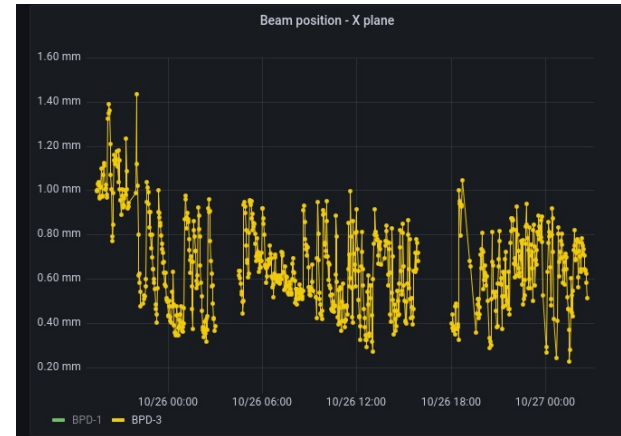 Beam position - X plane
1.60 mm
1.40 mm
1.20 mm
1.00 mm
0.80 mm
0.60 mm
0.40 mm
0.20 mm
10/26 00:00 10/26 06:00 10/26 12:00 10/26 18:00 10/27 00:00
BPD-1 BPD-3